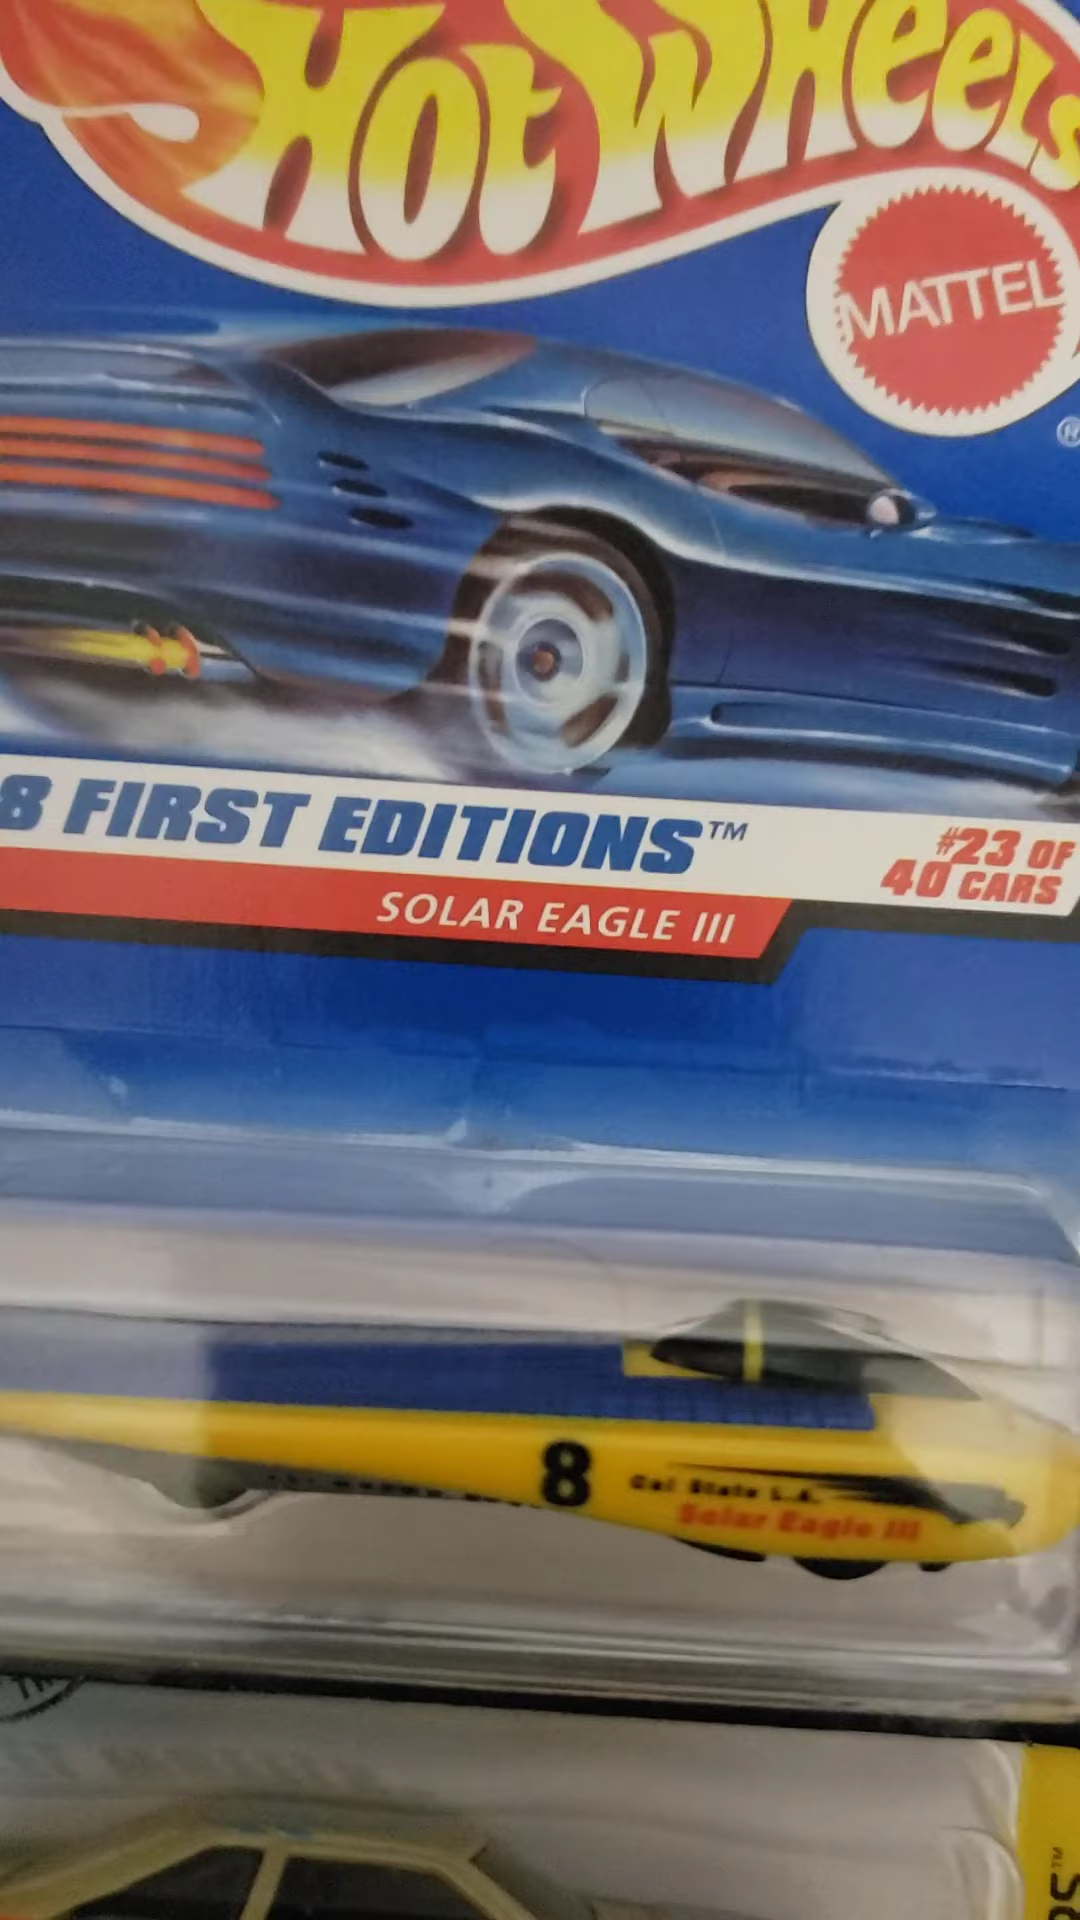 HOT WHEELS
MATTEL
®
8 FIRST EDITIONS™
#23 OF
40 CARS
SOLAR EAGLE III
8
Cal State L.A.
Solar Eagle III
TM